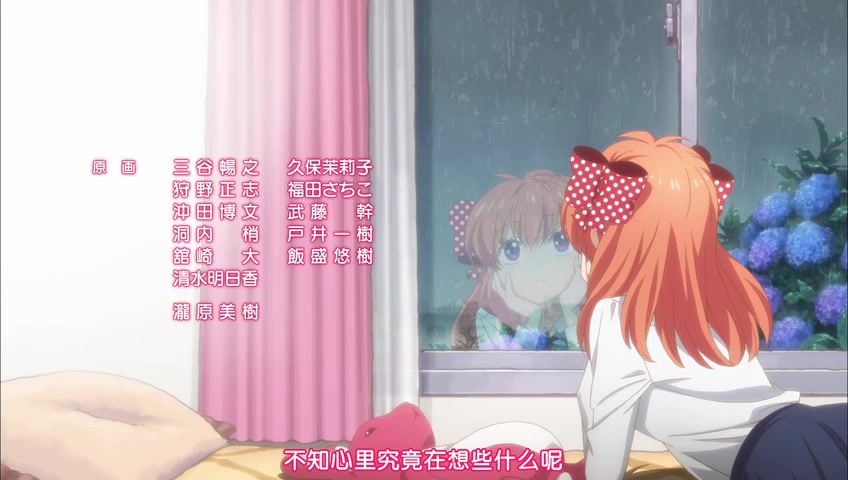 原画 三谷暢之 久保茉莉子
狩野正志 福田さちこ
沖田博文 武藤 幹
洞内 梢 戸井一樹
舘崎 大 飯盛悠樹
清水明日香
瀧原美樹
不知心里究竟在想些什么呢